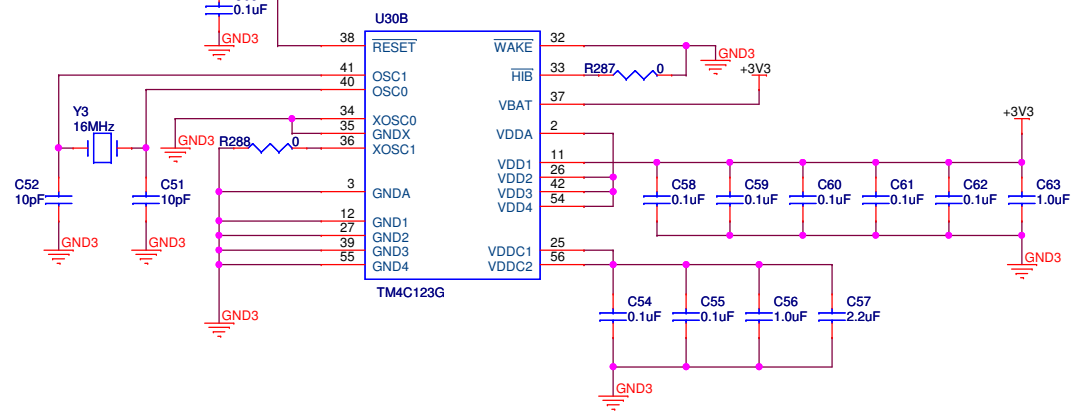 0.1uF
GND3
U30B
38
RESET
41
OSC1
40
OSC0
34
XOSC0
35
GNDX
36
XOSC1
3
GNDA
12
GND1
27
GND2
39
GND3
55
GND4
WAKE
32
HIB
33
VBAT
37
VDDA
2
VDD1
11
VDD2
26
VDD3
42
VDD4
54
VDDC1
25
VDDC2
56
TM4C123G
Y3
16MHz
C52
10pF
C51
10pF
GND3
GND3
GND3
R288
0
GND3
R287
0
GND3
+3V3
+3V3
C58
0.1uF
C59
0.1uF
C60
0.1uF
C61
0.1uF
C62
0.1uF
C63
1.0uF
GND3
C54
0.1uF
C55
0.1uF
C56
1.0uF
C57
2.2uF
GND3